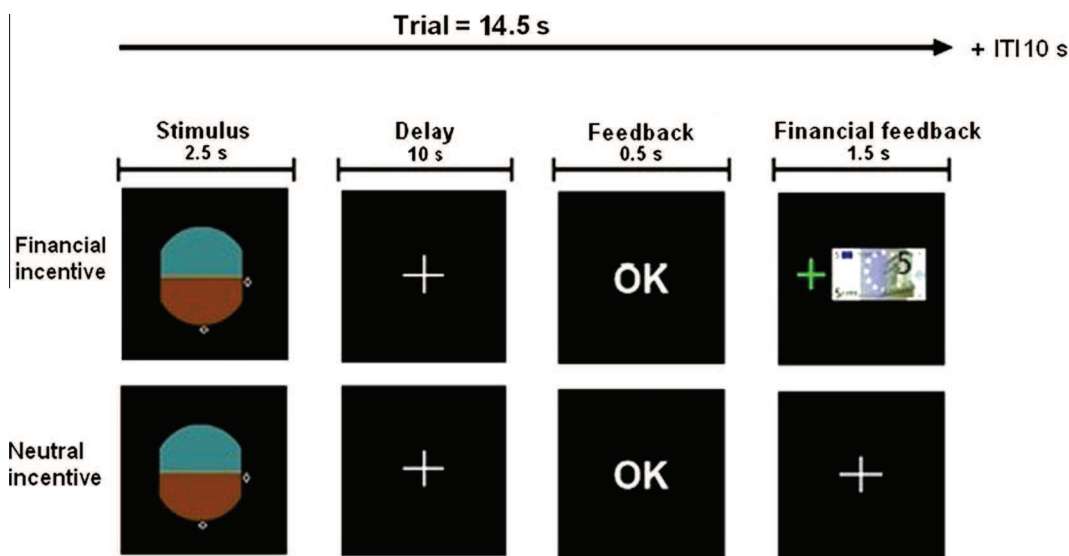 Trial = 14.5 s
+ ITI 10 s
Stimulus
2.5 s
Delay
10 s
Feedback
0.5 s
Financial feedback
1.5 s
Financial
incentive
OK
5
Neutral
incentive
OK